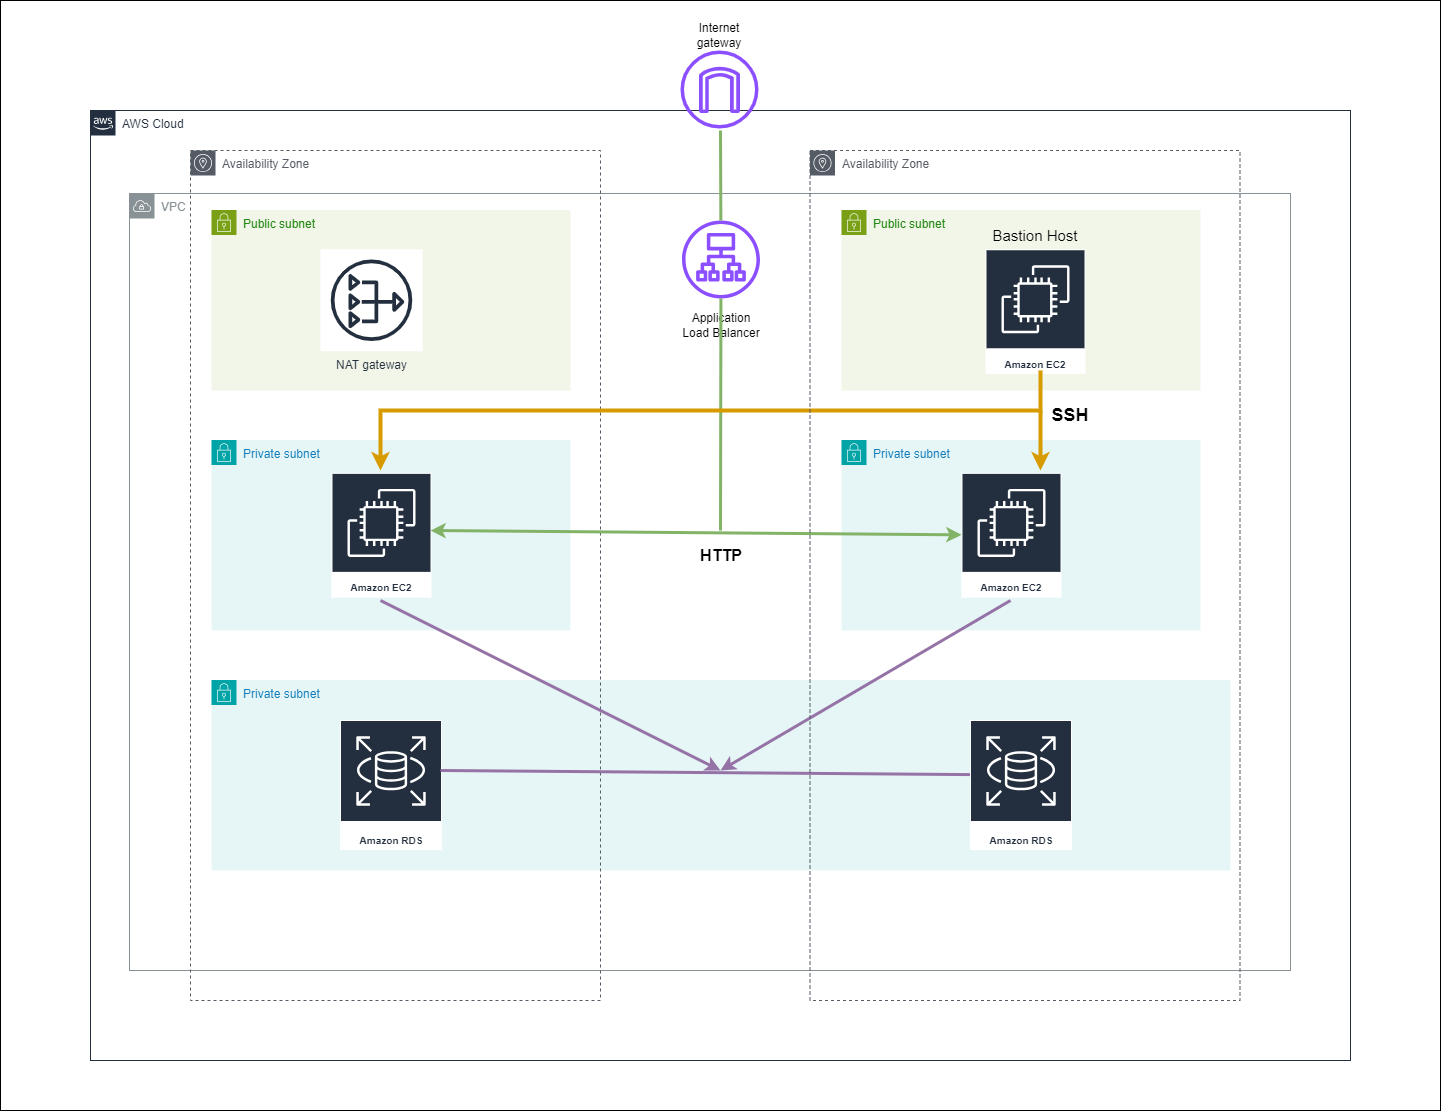 Internet
gateway
aws
AWS Cloud
Availability Zone
Availability Zone
VPC
Public subnet
Public subnet
Bastion Host
NAT gateway
Application
Load Balancer
Amazon EC2
SSH
Private subnet
Private subnet
HTTP
Amazon EC2
Amazon EC2
Private subnet
Amazon RDS
Amazon RDS